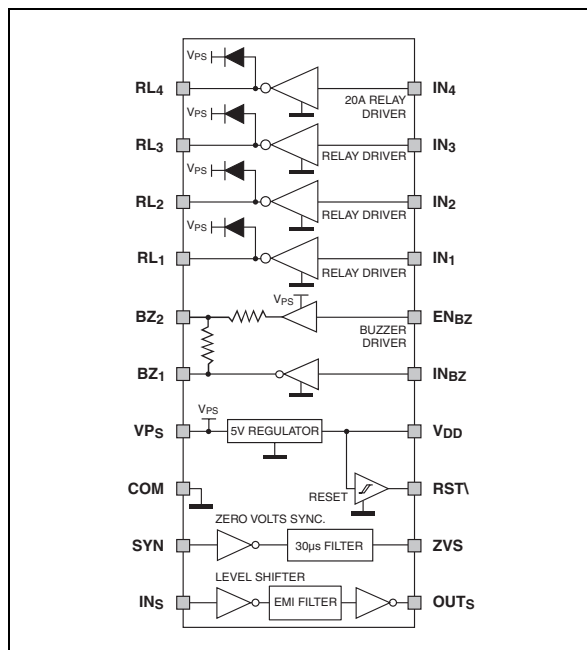 VPS
RL4
IN4
20A RELAY
DRIVER
VPS
RL3
IN3
RELAY DRIVER
VPS
RL2
IN2
RELAY DRIVER
VPS
RL1
IN1
RELAY DRIVER
VPS
BZ2
ENBZ
BUZZER
DRIVER
BZ1
INBZ
VPS
VPS
5V REGULATOR
VDD
COM
RESET
RST\
ZERO VOLTS SYNC.
SYN
30µs FILTER
ZVS
LEVEL SHIFTER
INS
EMI FILTER
OUTS